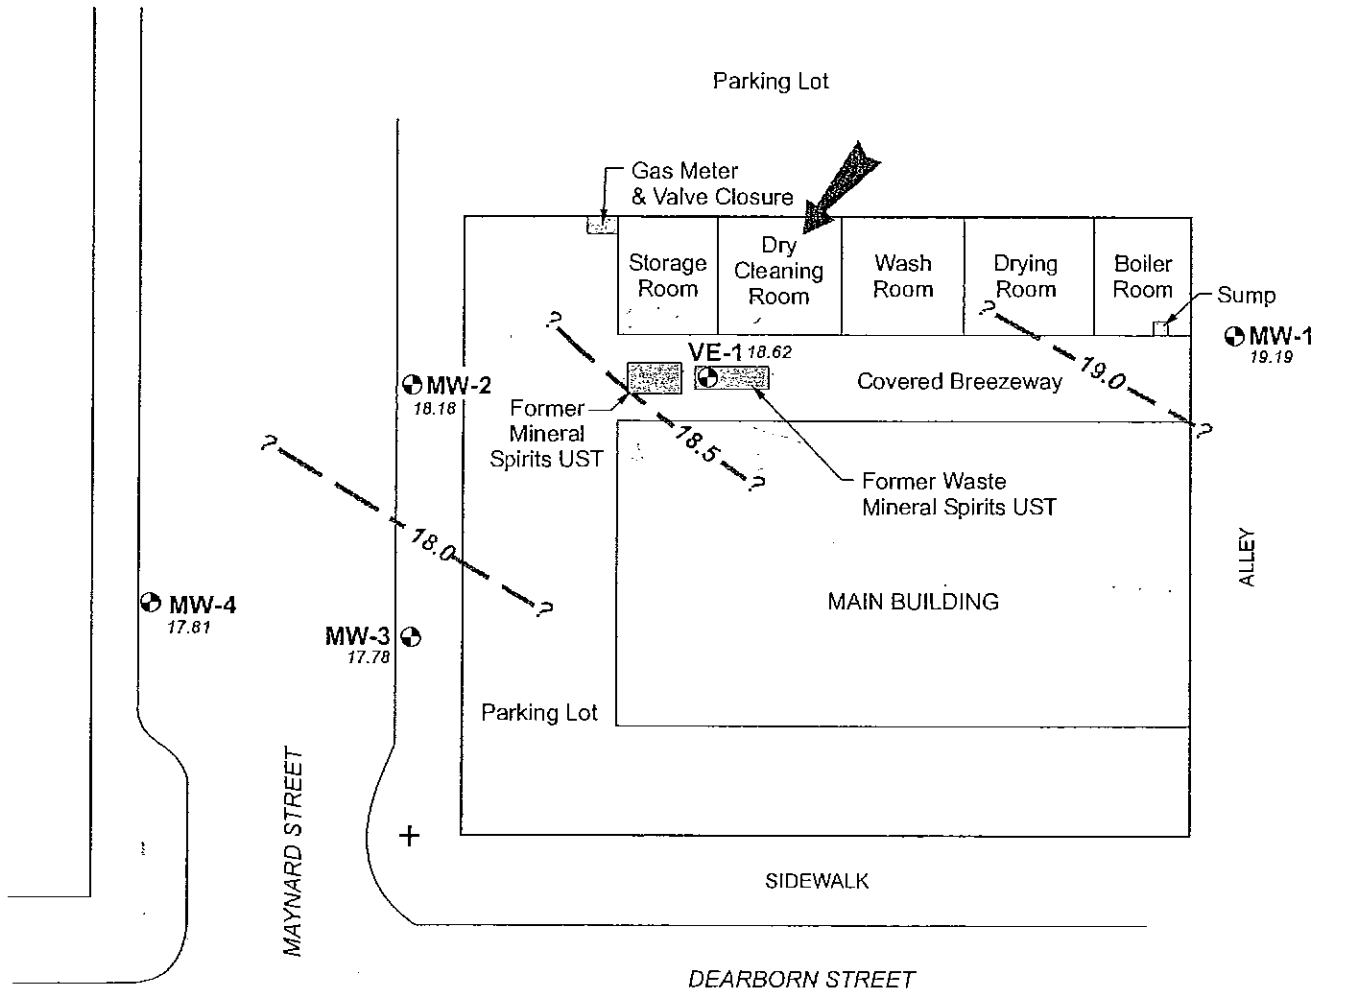 Parking Lot
Gas Meter
& Valve Closure
Storage
Room
Dry
Cleaning
Room
Wash
Room
Drying
Room
Boiler
Room
Sump
?
?
MW-1
19.19
VE-1 18.62
19.0
Covered Breezeway
MW-2
18.18
Former
Mineral
Spirits UST
?
?
18.5
?
Former Waste
Mineral Spirits UST
18.0
ALLEY
?
MAIN BUILDING
MW-4
17.81
MW-3
17.78
Parking Lot
MAYNARD STREET
SIDEWALK
DEARBORN STREET